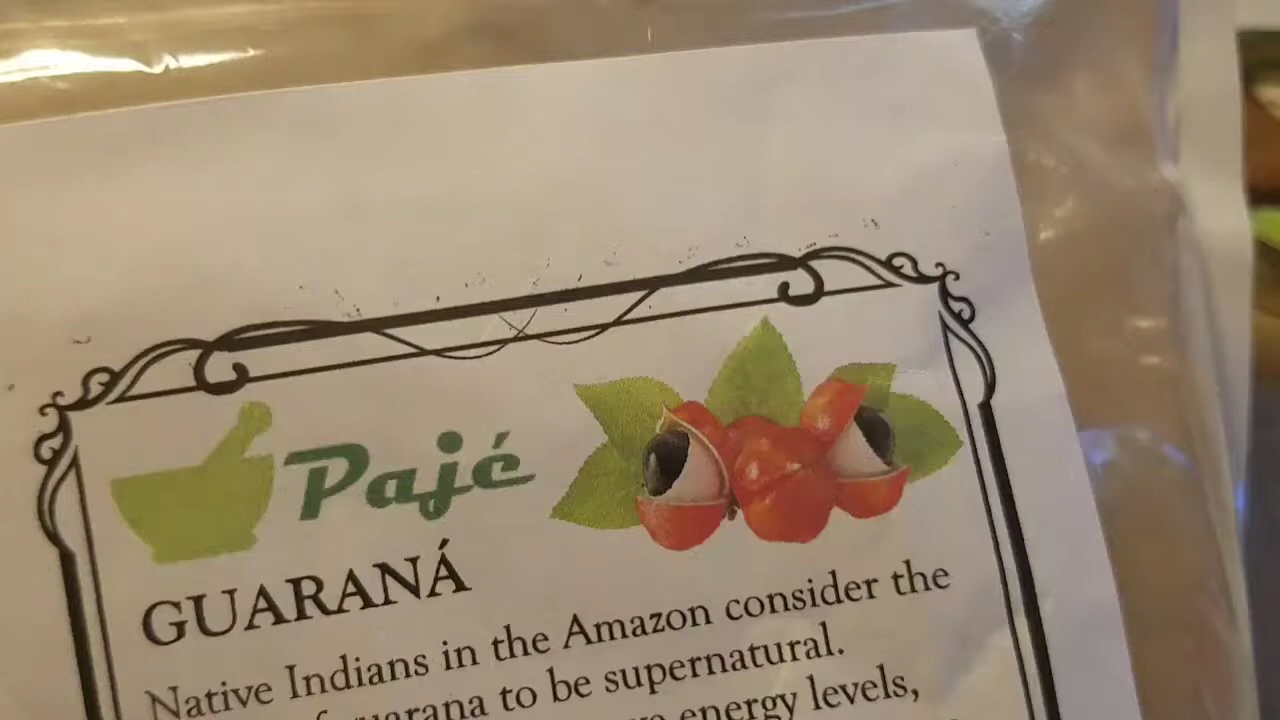 Pajé
GUARANÁ
Native Indians in the Amazon consider the
guarana to be supernatural.
energy levels,